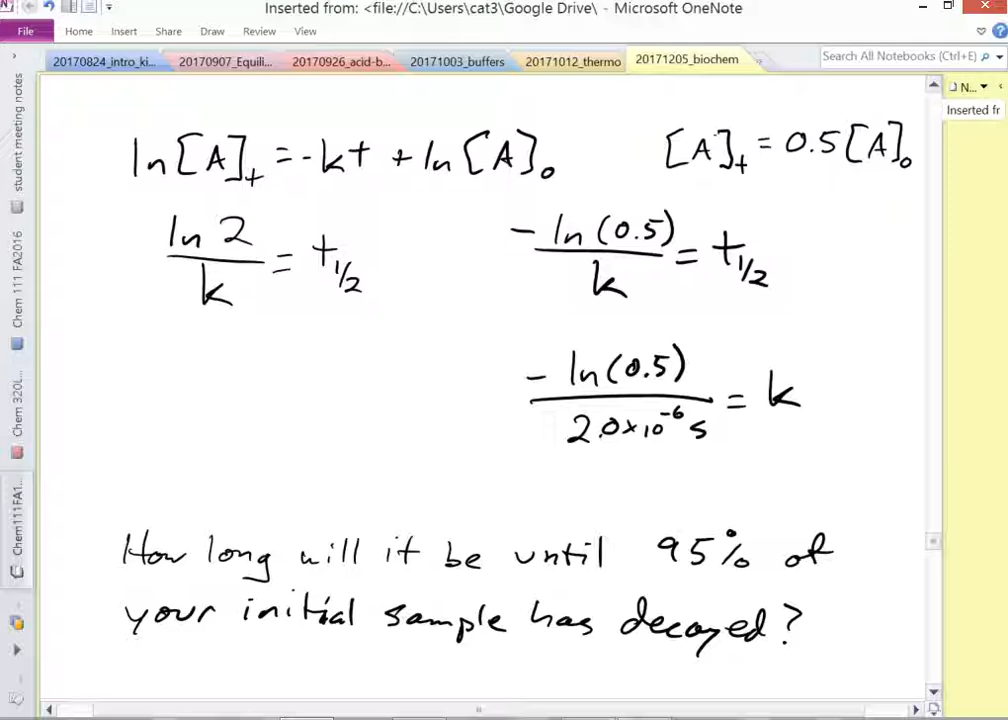 Inserted from: <file://C:\Users\cat3\Google Drive\ - Microsoft OneNote
File Home Insert Share Draw Review View
20170824_intro_ki... 20170907_Equili... 20170926_acid-b... 20171003_buffers 20171012_thermo 20171205_biochem Search All Notebooks (Ctrl+E)
N...
Inserted fr
student meeting notes
Chem 111 FA2016
Chem 320L
Chem111FA1
ln[A]t = -kt + ln[A]0
[A]t = 0.5[A]0
ln 2 / k = t1/2
-ln(0.5) / k = t1/2
-ln(0.5) / 2.0×10⁻⁶ s = k
How long will it be until 95% of
your initial sample has decayed?